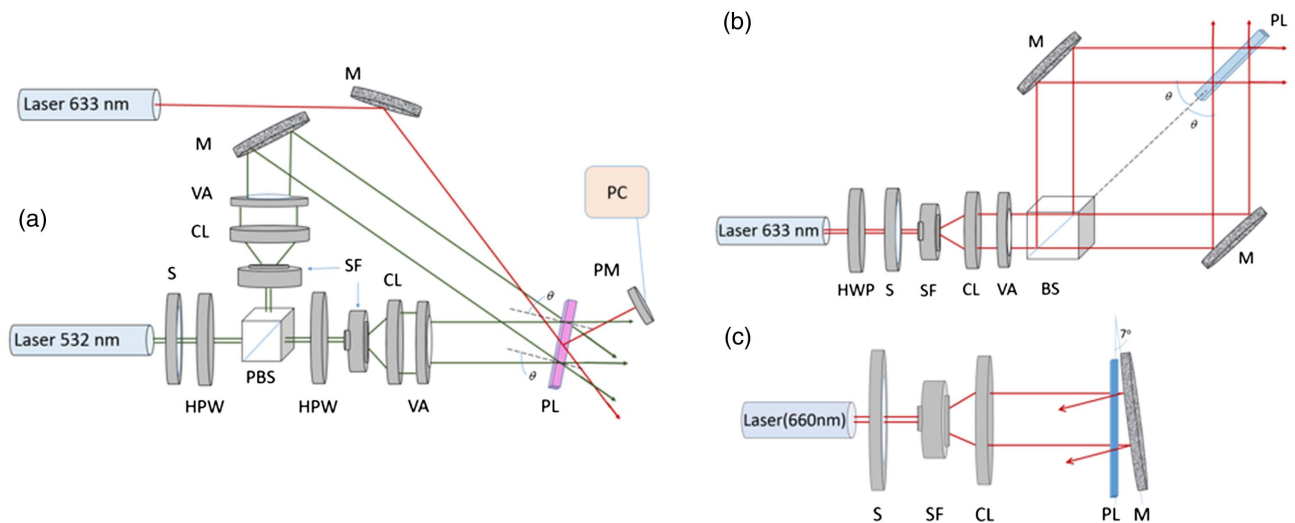 (a)
Laser 633 nm
M
M
VA
CL
SF
CL
S
Laser 532 nm
HPW
PBS
HPW
VA
θ
θ
PL
PM
PC
(b)
M
PL
θ
θ
Laser 633 nm
HWP
S
SF
CL
VA
BS
M
(c)
7°
Laser(660nm)
S
SF
CL
PL
M